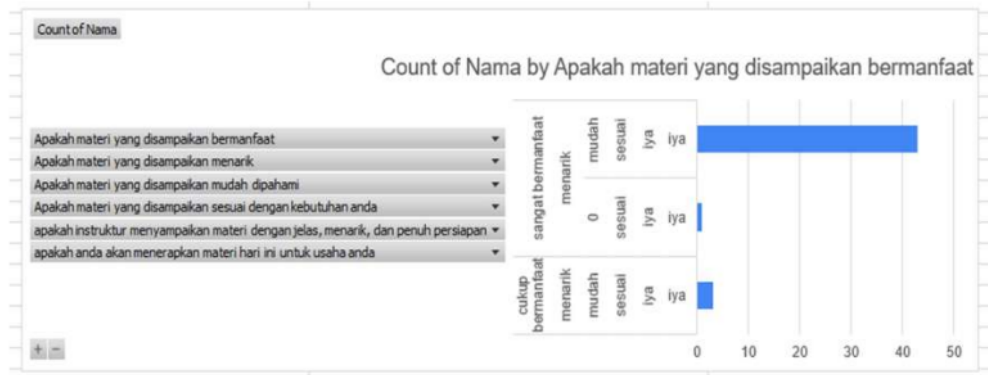 Count of Nama
Count of Nama by Apakah materi yang disampaikan bermanfaat
Apakah materi yang disampaikan bermanfaat
Apakah materi yang disampaikan menarik
Apakah materi yang disampaikan mudah dipahami
Apakah materi yang disampaikan sesuai dengan kebutuhan anda
apakah instruktur menyampaikan materi dengan jelas, menarik, dan penuh persiapan
apakah anda akan menerapkan materi hari ini untuk usaha anda
sangat bermanfaat
menarik
mudah
sesuai
iya
iya
0
sesuai
iya
iya
cukup
bermanfaat
menarik
mudah
sesuai
iya
iya
0 10 20 30 40 50
+ −